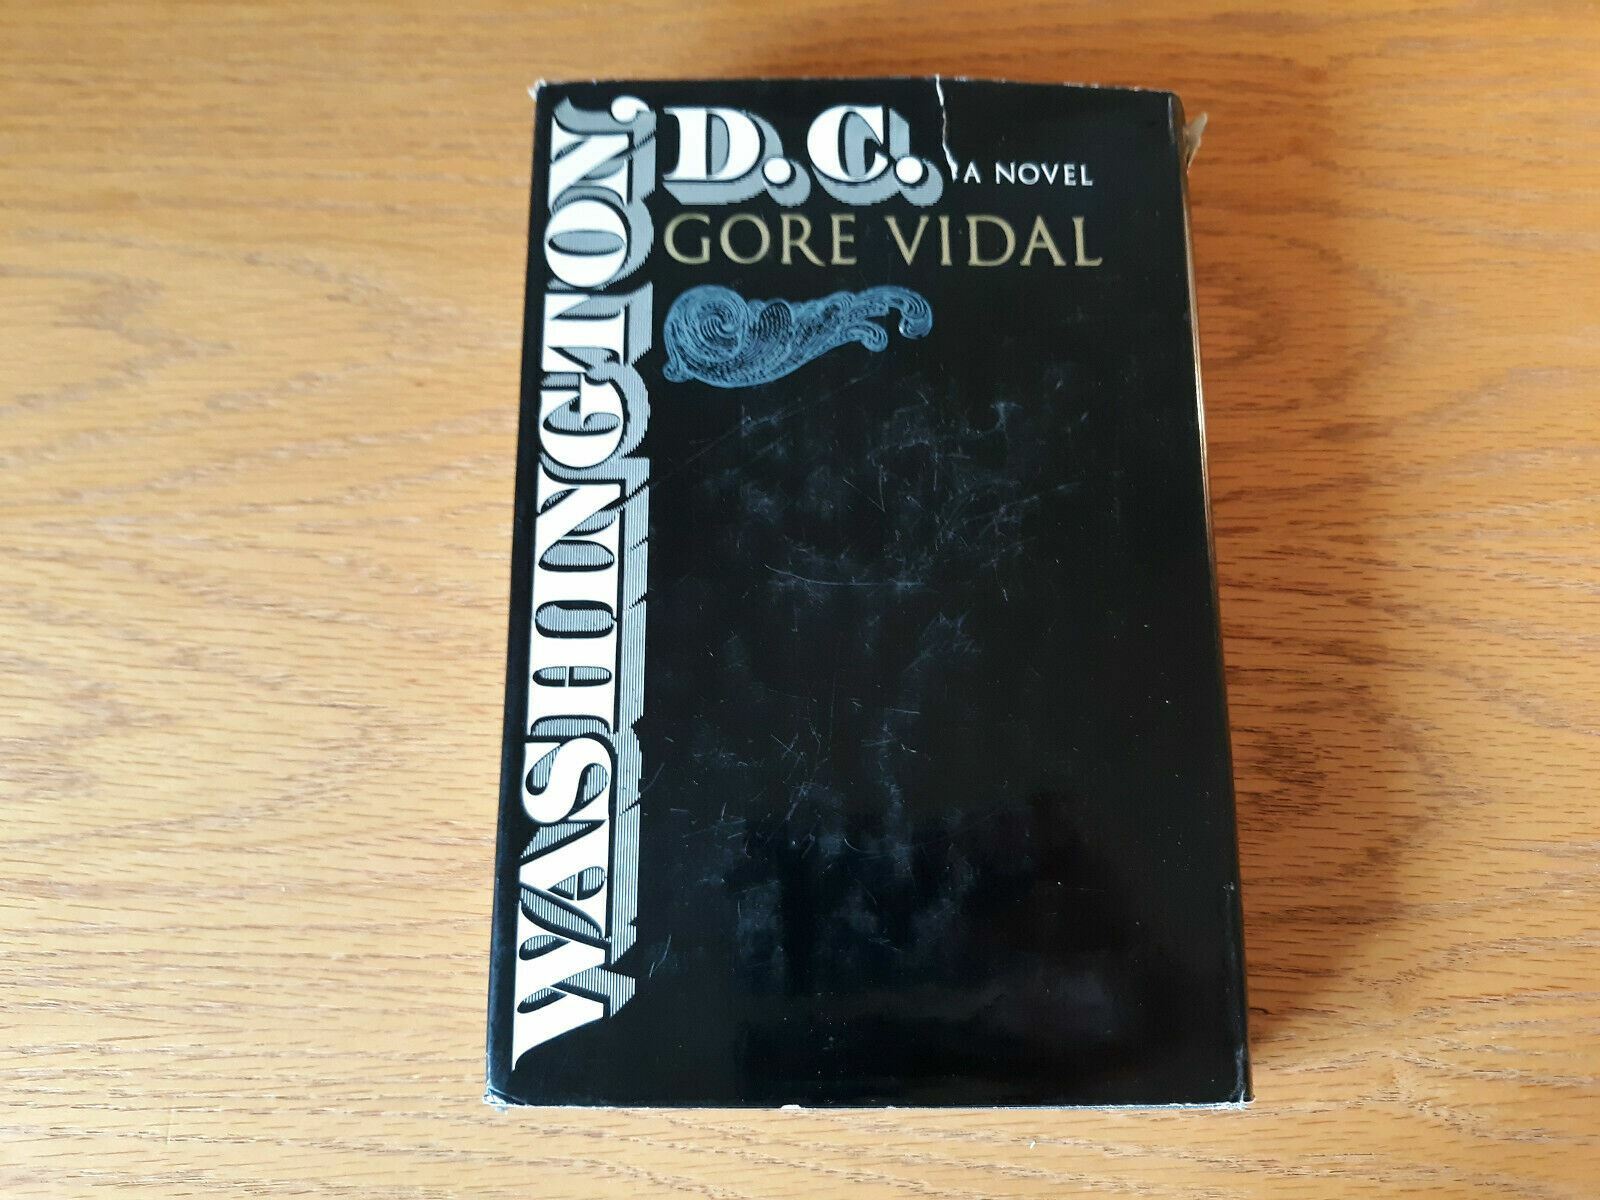 WASHINGTON,
D.C.
A NOVEL
GORE VIDAL